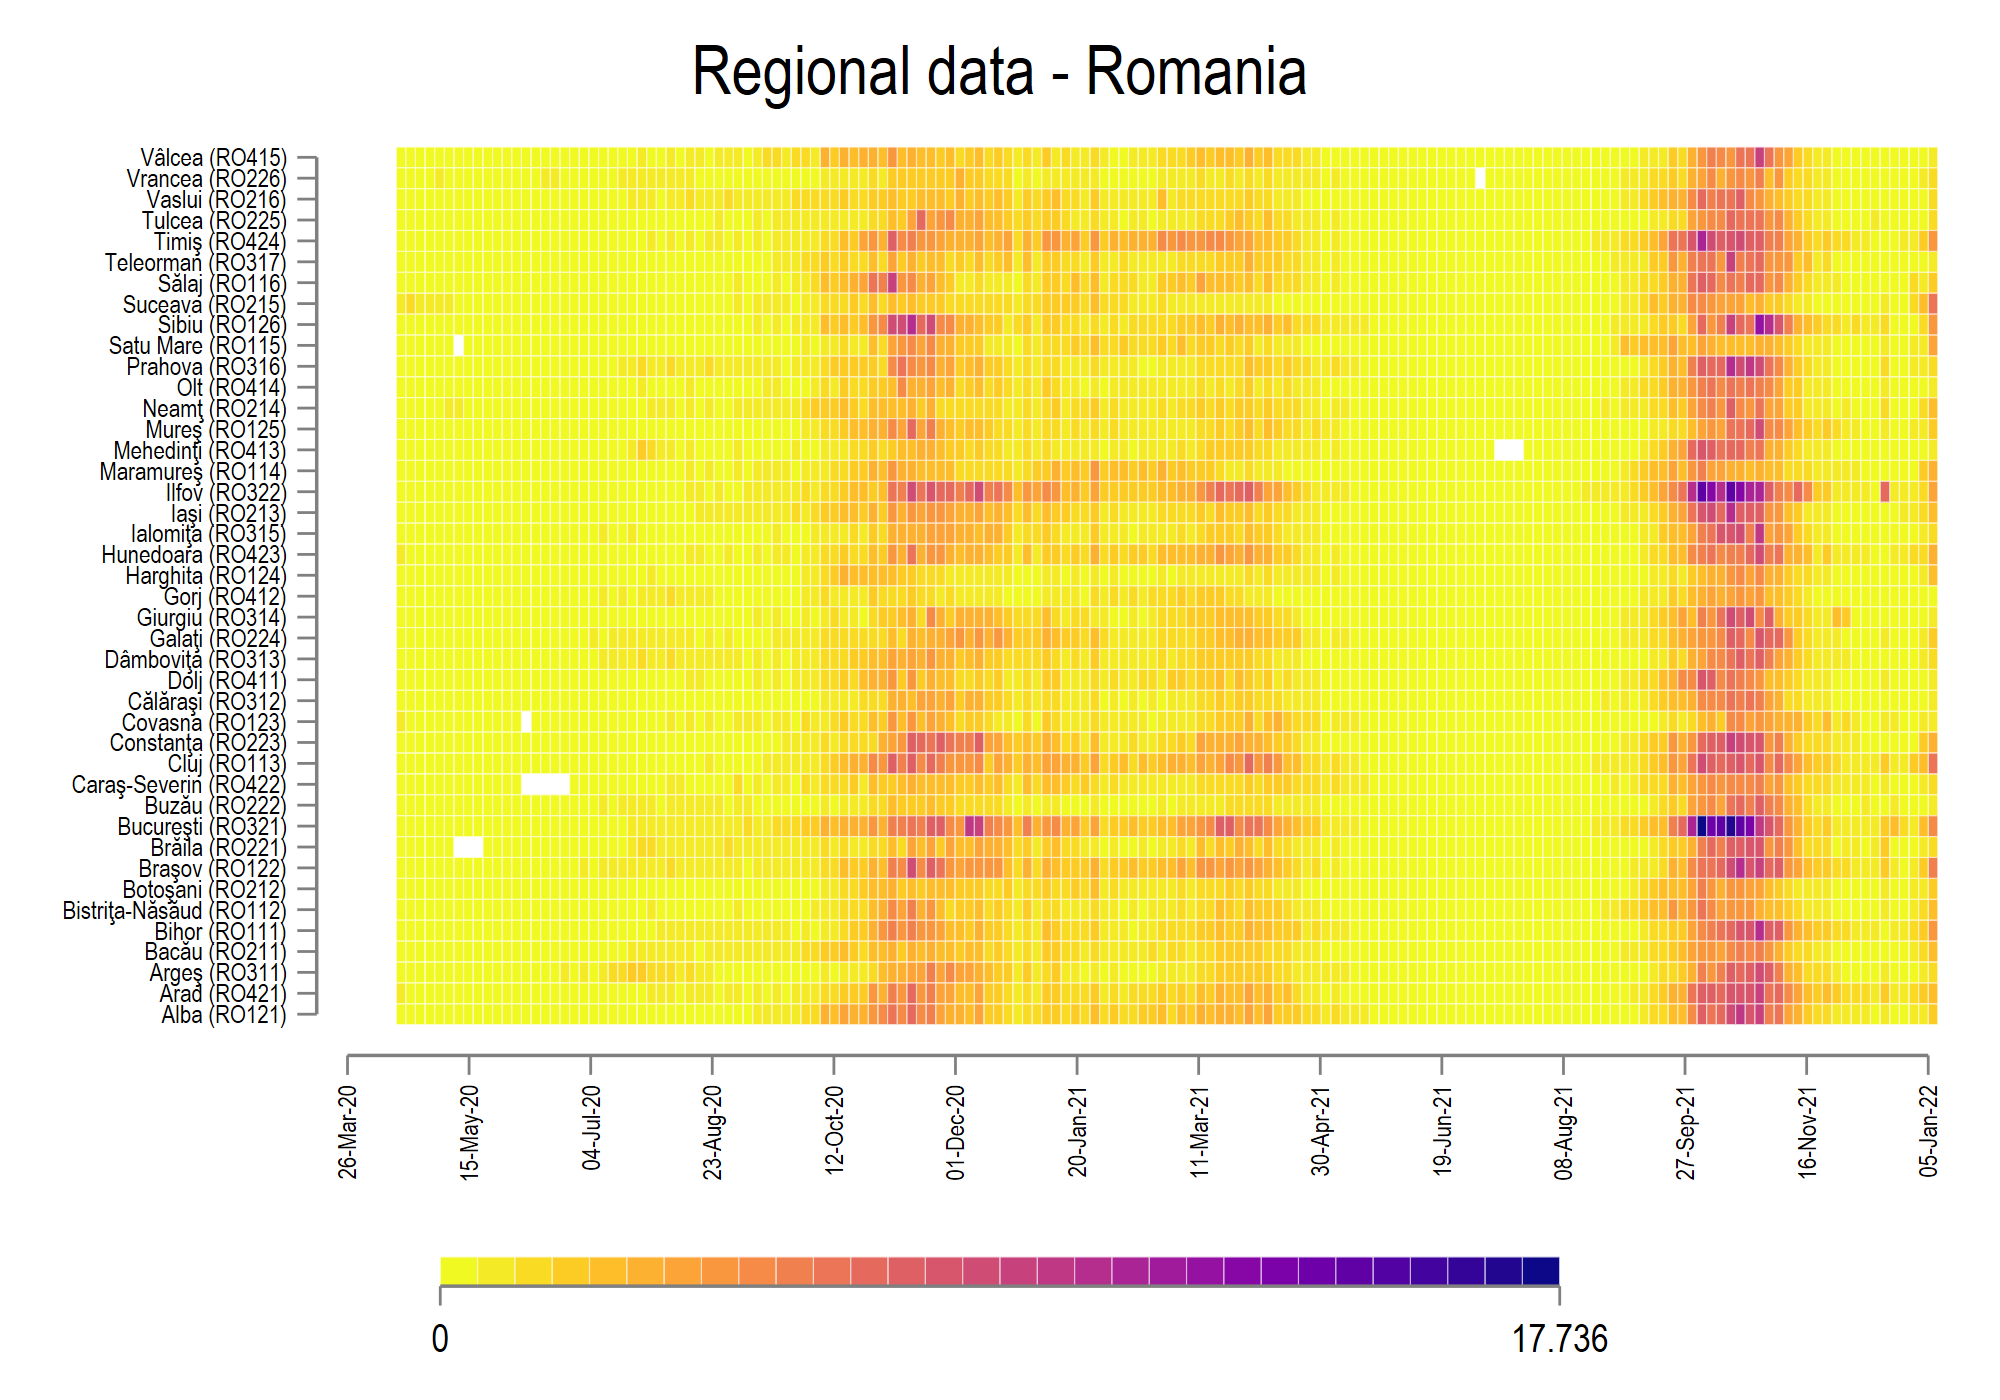 Regional data - Romania
Vâlcea (RO415)
Vrancea (RO226)
Vaslui (RO216)
Tulcea (RO225)
Timiş (RO424)
Teleorman (RO317)
Sălaj (RO116)
Suceava (RO215)
Sibiu (RO126)
Satu Mare (RO115)
Prahova (RO316)
Olt (RO414)
Neamţ (RO214)
Mureş (RO125)
Mehedinţi (RO413)
Maramureş (RO114)
Ilfov (RO322)
Iaşi (RO213)
Ialomiţa (RO315)
Hunedoara (RO423)
Harghita (RO124)
Gorj (RO412)
Giurgiu (RO314)
Galaţi (RO224)
Dâmboviţa (RO313)
Dolj (RO411)
Călăraşi (RO312)
Covasna (RO123)
Constanţa (RO223)
Cluj (RO113)
Caraş-Severin (RO422)
Buzău (RO222)
Bucureşti (RO321)
Brăila (RO221)
Braşov (RO122)
Botoşani (RO212)
Bistriţa-Năsăud (RO112)
Bihor (RO111)
Bacău (RO211)
Argeş (RO311)
Arad (RO421)
Alba (RO121)
26-Mar-20
15-May-20
04-Jul-20
23-Aug-20
12-Oct-20
01-Dec-20
20-Jan-21
11-Mar-21
30-Apr-21
19-Jun-21
08-Aug-21
27-Sep-21
16-Nov-21
05-Jan-22
0
17.736